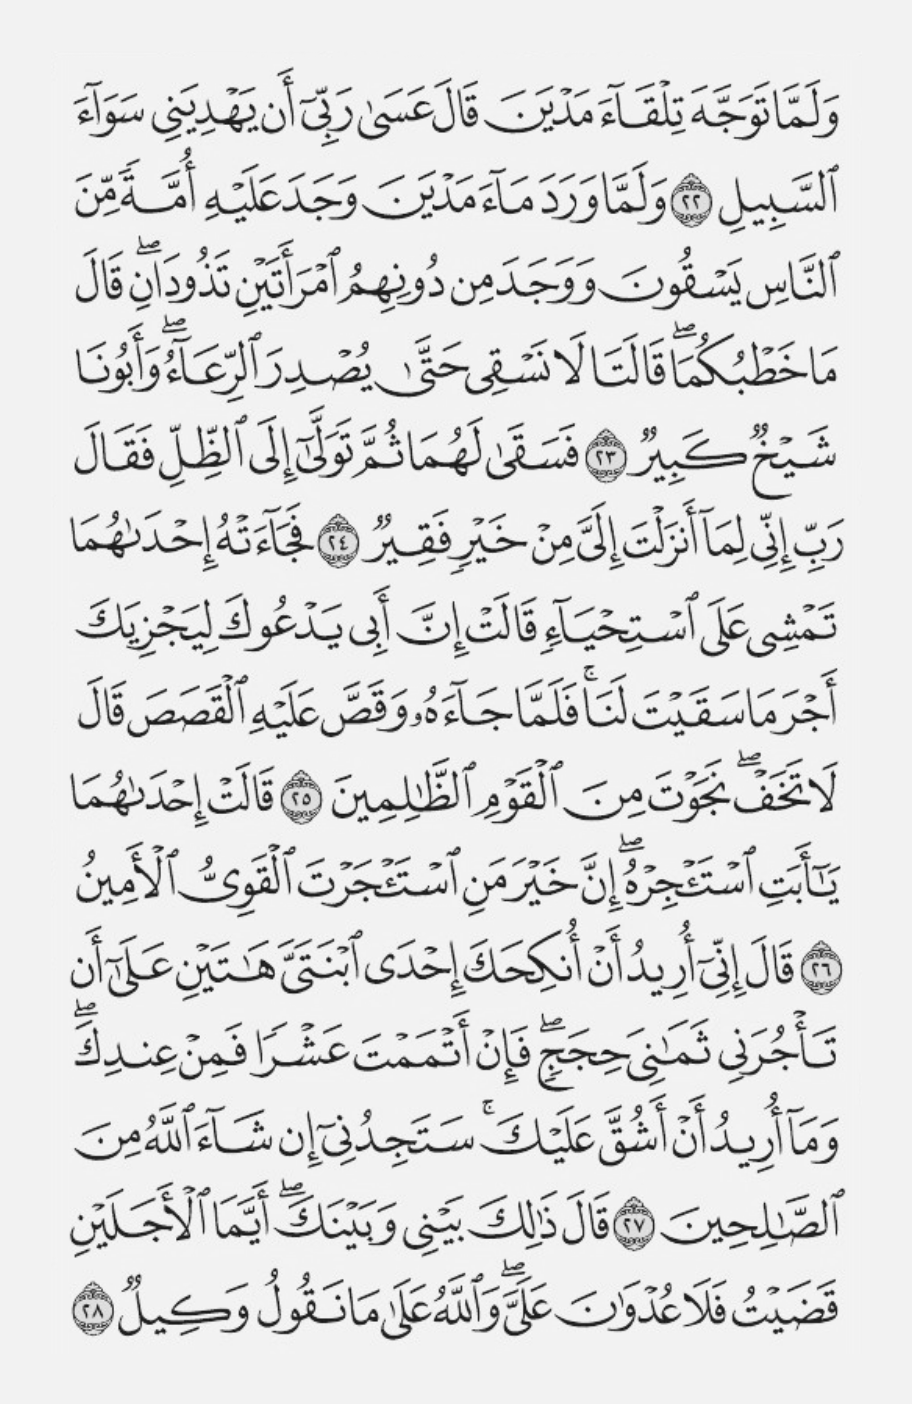 وَلَمَّا تَوَجَّهَ تِلْقَآءَ مَدْيَنَ قَالَ عَسَىٰ رَبِّىٓ أَن يَهْدِيَنِى سَوَآءَ
ٱلسَّبِيلِ ٢٢ وَلَمَّا وَرَدَ مَآءَ مَدْيَنَ وَجَدَ عَلَيْهِ أُمَّةً مِّنَ
ٱلنَّاسِ يَسْقُونَ وَوَجَدَ مِن دُونِهِمُ ٱمْرَأَتَيْنِ تَذُودَانِۖ قَالَ
مَا خَطْبُكُمَاۖ قَالَتَا لَا نَسْقِى حَتَّىٰ يُصْدِرَ ٱلرِّعَآءُۖ وَأَبُونَا
شَيْخٌ كَبِيرٌ ٢٣ فَسَقَىٰ لَهُمَا ثُمَّ تَوَلَّىٰٓ إِلَى ٱلظِّلِّ فَقَالَ
رَبِّ إِنِّى لِمَآ أَنزَلْتَ إِلَىَّ مِنْ خَيْرٍ فَقِيرٌ ٢٤ فَجَآءَتْهُ إِحْدَىٰهُمَا
تَمْشِى عَلَى ٱسْتِحْيَآءٍ قَالَتْ إِنَّ أَبِى يَدْعُوكَ لِيَجْزِيَكَ
أَجْرَ مَا سَقَيْتَ لَنَاۚ فَلَمَّا جَآءَهُۥ وَقَصَّ عَلَيْهِ ٱلْقَصَصَ قَالَ
لَا تَخَفْۖ نَجَوْتَ مِنَ ٱلْقَوْمِ ٱلظَّٰلِمِينَ ٢٥ قَالَتْ إِحْدَىٰهُمَا
يَٰٓأَبَتِ ٱسْتَـْٔجِرْهُۖ إِنَّ خَيْرَ مَنِ ٱسْتَـْٔجَرْتَ ٱلْقَوِىُّ ٱلْأَمِينُ
٢٦ قَالَ إِنِّىٓ أُرِيدُ أَنْ أُنكِحَكَ إِحْدَى ٱبْنَتَىَّ هَٰتَيْنِ عَلَىٰٓ أَن
تَأْجُرَنِى ثَمَٰنِىَ حِجَجٍۖ فَإِنْ أَتْمَمْتَ عَشْرًا فَمِنْ عِندِكَۖ
وَمَآ أُرِيدُ أَنْ أَشُقَّ عَلَيْكَۚ سَتَجِدُنِىٓ إِن شَآءَ ٱللَّهُ مِنَ
ٱلصَّٰلِحِينَ ٢٧ قَالَ ذَٰلِكَ بَيْنِى وَبَيْنَكَۖ أَيَّمَا ٱلْأَجَلَيْنِ
قَضَيْتُ فَلَا عُدْوَٰنَ عَلَىَّۖ وَٱللَّهُ عَلَىٰ مَا نَقُولُ وَكِيلٌ ٢٨